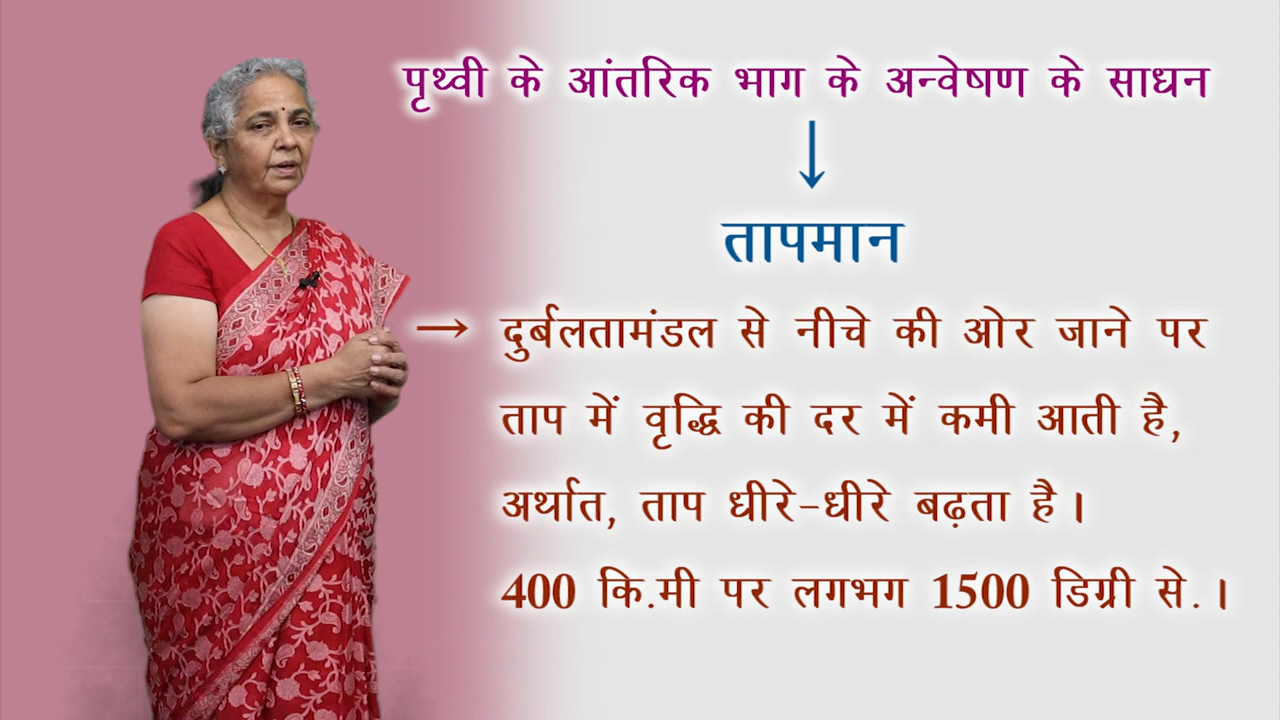 पृथ्वी के आंतरिक भाग के अन्वेषण के साधन
तापमान
→ दुर्बलतामंडल से नीचे की ओर जाने पर
ताप में वृद्धि की दर में कमी आती है,
अर्थात, ताप धीरे-धीरे बढ़ता है।
400 कि.मी पर लगभग 1500 डिग्री से.।